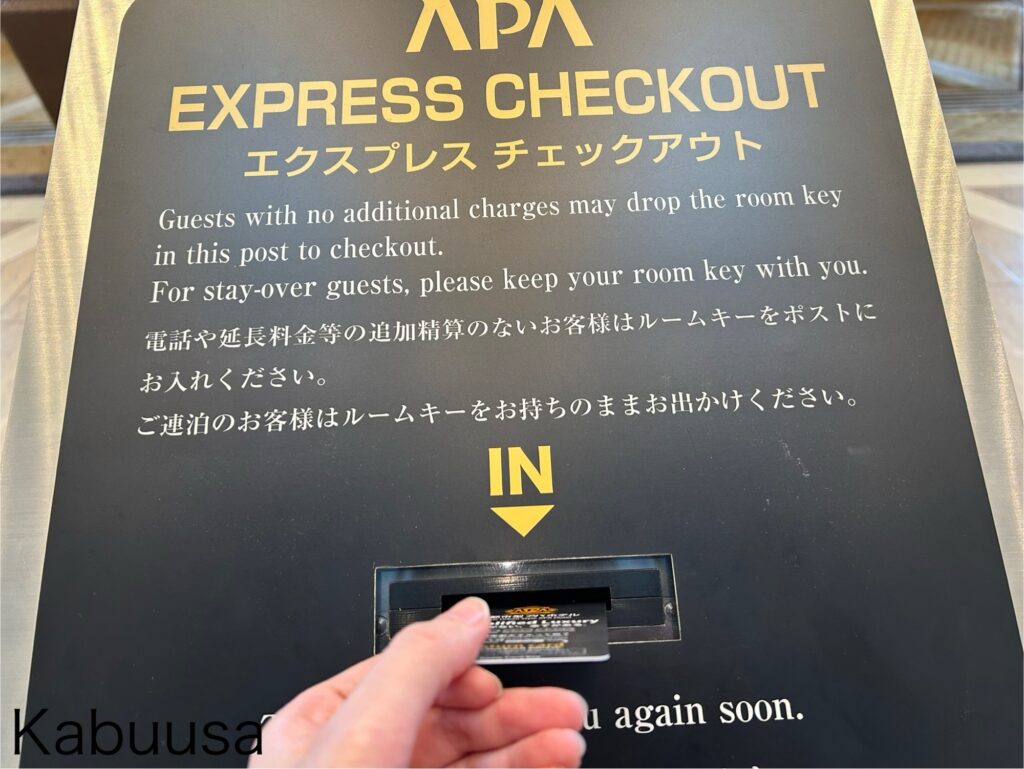 APA
EXPRESS CHECKOUT
エクスプレス チェックアウト
Guests with no additional charges may drop the room key
in this post to checkout.
For stay-over guests, please keep your room key with you.
電話や延長料金等の追加精算のないお客様はルームキーをポストに
お入れください。
ご連泊のお客様はルームキーをお持ちのままお出かけください。
IN
APA
Luxury
again soon.
Kabuusa